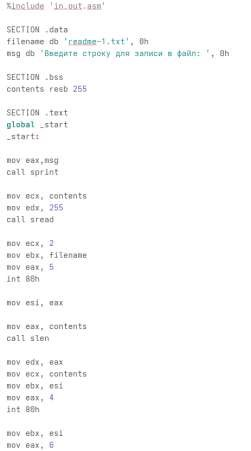 %include 'in_out.asm'
SECTION .data
filename db 'readme-1.txt', 0h
msg db 'Введите строку для записи в файл: ', 0h
SECTION .bss
contents resb 255
SECTION .text
global _start
_start:
mov eax,msg
call sprint
mov ecx, contents
mov edx, 255
call sread
mov ecx, 2
mov ebx, filename
mov eax, 5
int 80h
mov esi, eax
mov eax, contents
call slen
mov edx, eax
mov ecx, contents
mov ebx, esi
mov eax, 4
int 80h
mov ebx, esi
mov eax, 6